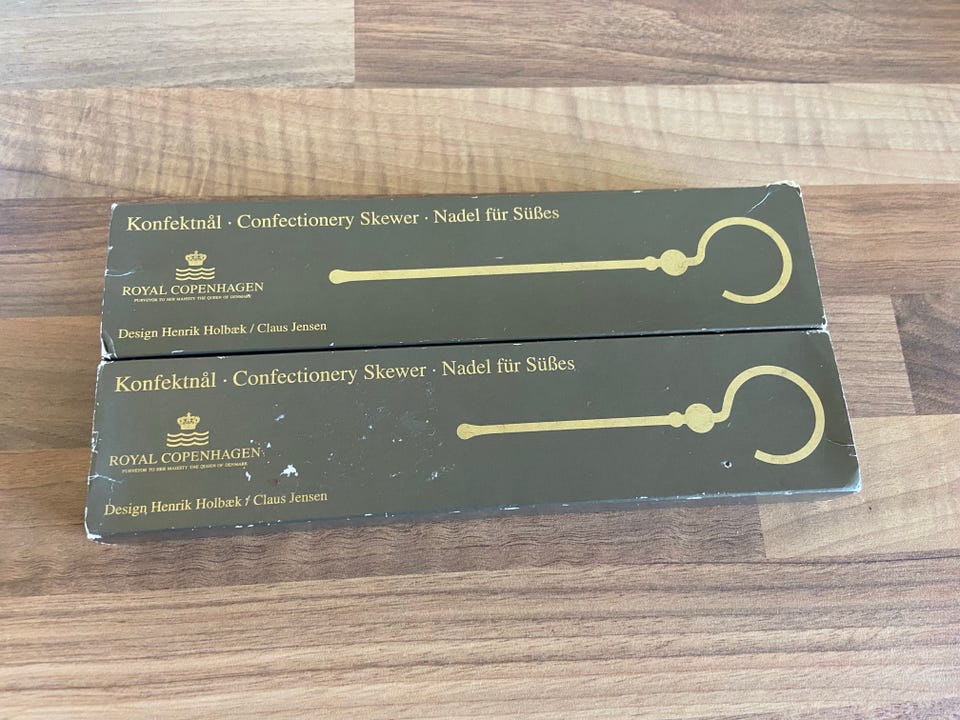 Konfektnål · Confectionery Skewer · Nadel für Süßes
ROYAL COPENHAGEN
PURVEYOR TO HER MAJESTY THE QUEEN OF DENMARK
Design Henrik Holbæk / Claus Jensen
Konfektnål · Confectionery Skewer · Nadel für Süßes
ROYAL COPENHAGEN
PURVEYOR TO HER MAJESTY THE QUEEN OF DENMARK
Design Henrik Holbæk / Claus Jensen